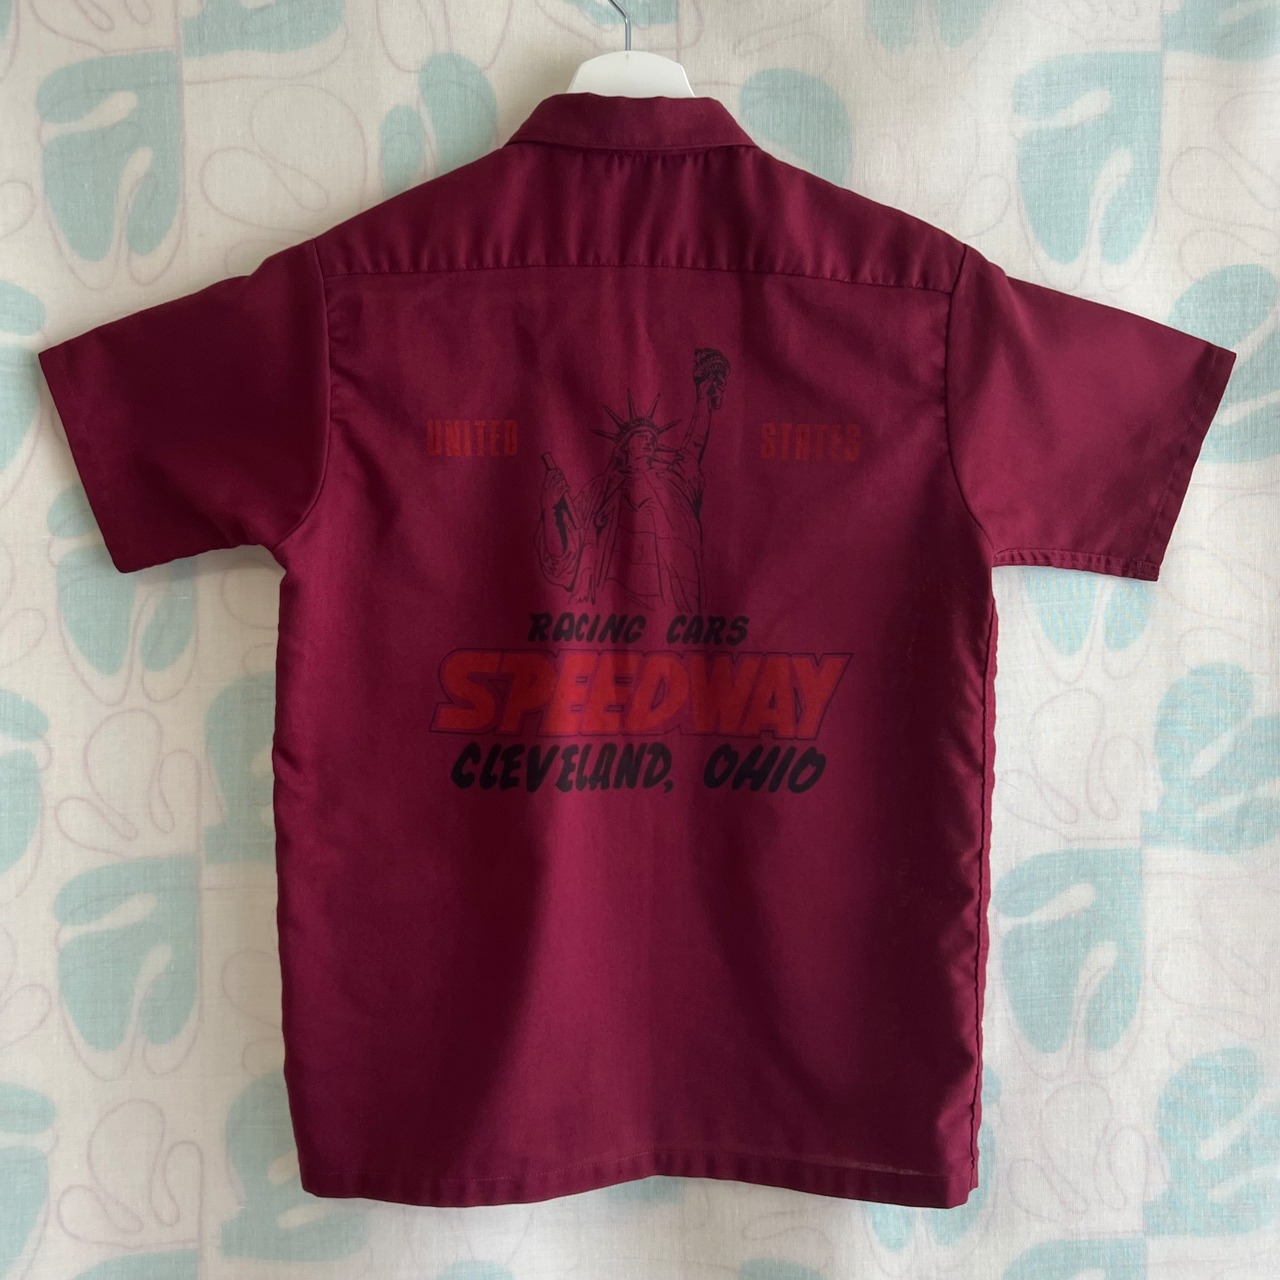 UNITED STATES
RACING CARS
SPEEDWAY
CLEVELAND, OHIO